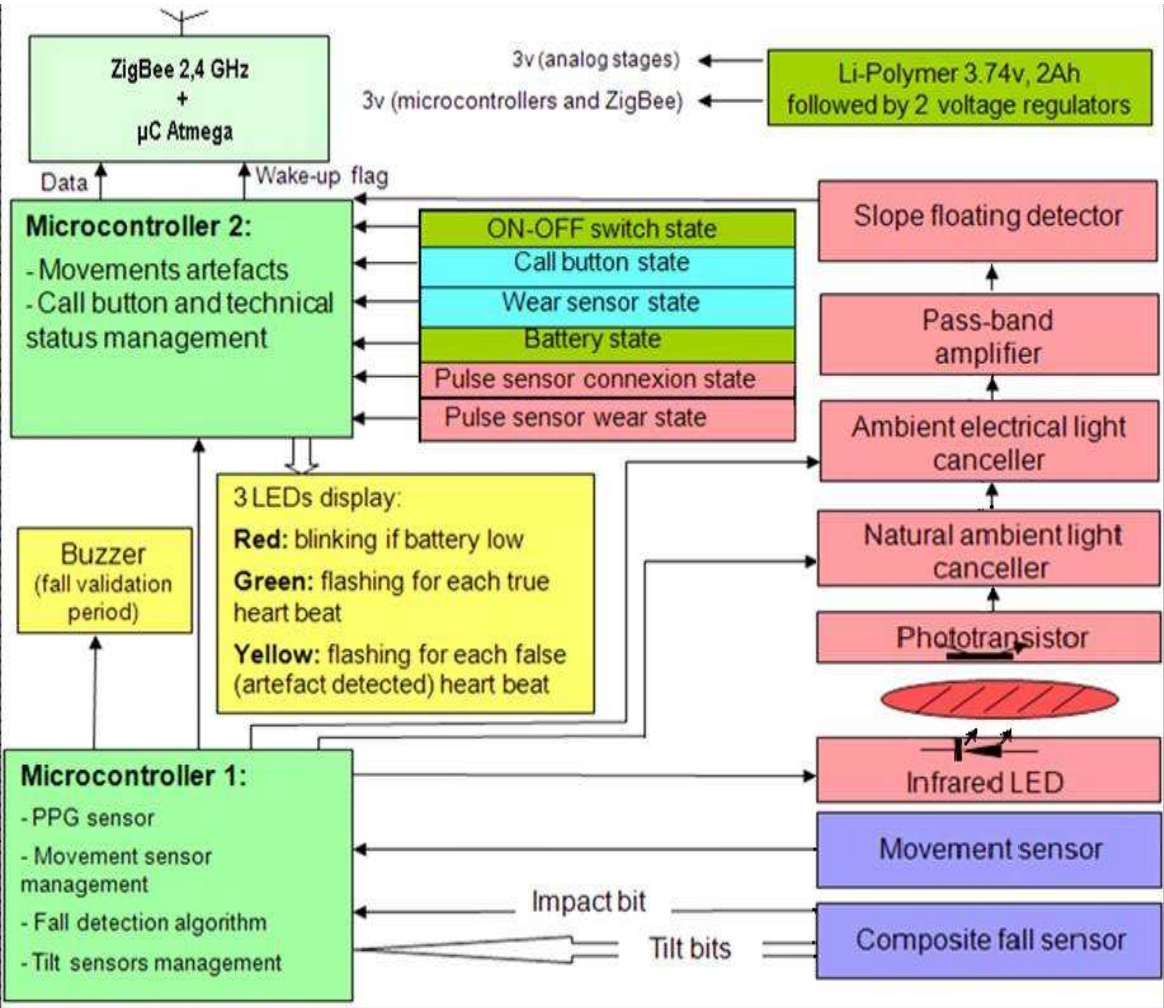 ZigBee 2,4 GHz
+
µC Atmega
3v (analog stages)
3v (microcontrollers and ZigBee)
Li-Polymer 3.74v, 2Ah
followed by 2 voltage regulators
Data
Wake-up flag
Microcontroller 2:
- Movements artefacts
- Call button and technical
status management
ON-OFF switch state
Call button state
Wear sensor state
Battery state
Pulse sensor connexion state
Pulse sensor wear state
Slope floating detector
Pass-band
amplifier
Ambient electrical light
canceller
Natural ambient light
canceller
Phototransistor
Infrared LED
3 LEDs display:
Red: blinking if battery low
Green: flashing for each true
heart beat
Yellow: flashing for each false
(artefact detected) heart beat
Buzzer
(fall validation
period)
Microcontroller 1:
- PPG sensor
- Movement sensor
management
- Fall detection algorithm
- Tilt sensors management
Movement sensor
Impact bit
Tilt bits
Composite fall sensor